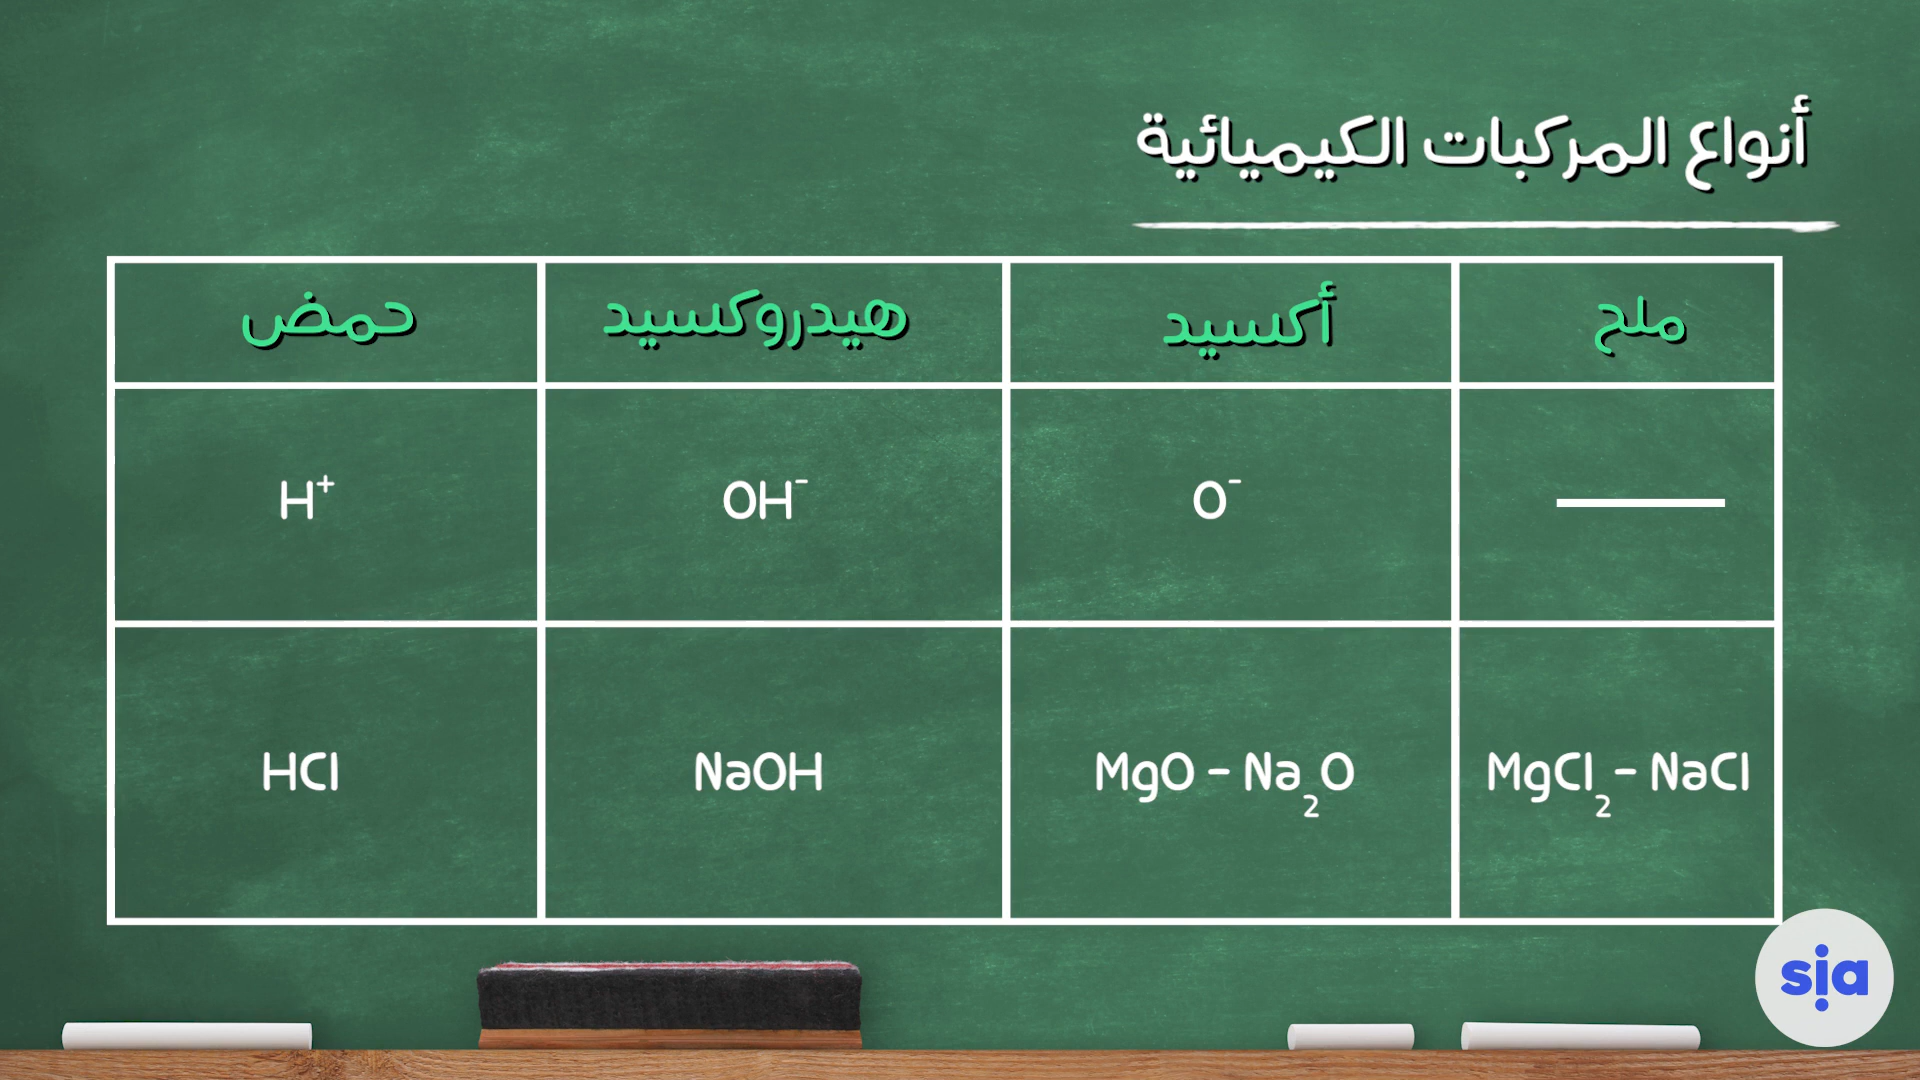 أنواع المركبات الكيميائية
ملح أكسيد هيدروكسيد حمض
—— O⁻ OH⁻ H⁺
MgCl₂ - NaCl MgO - Na₂O NaOH HCl
sia